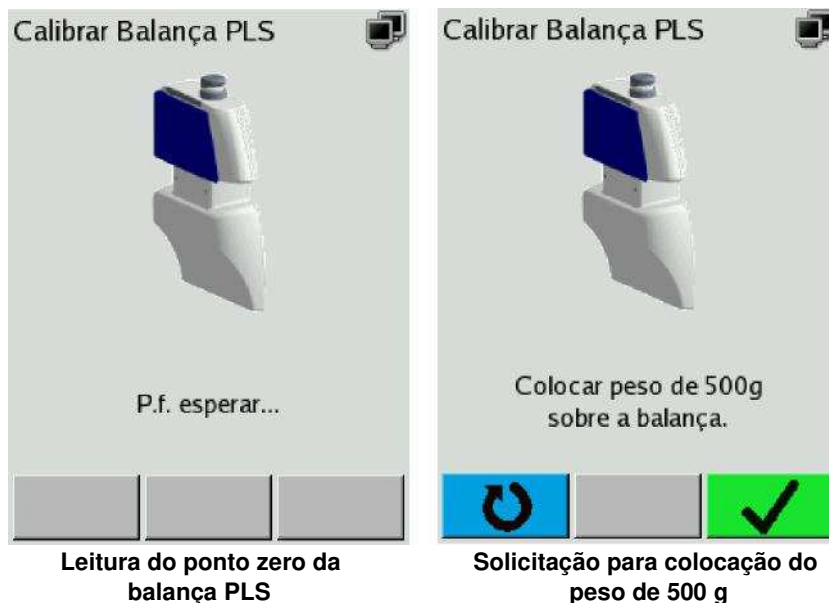 Calibrar Balança PLS
P.f. esperar...
Leitura do ponto zero da
balança PLS
Calibrar Balança PLS
Colocar peso de 500g
sobre a balança.
Solicitação para colocação do
peso de 500 g